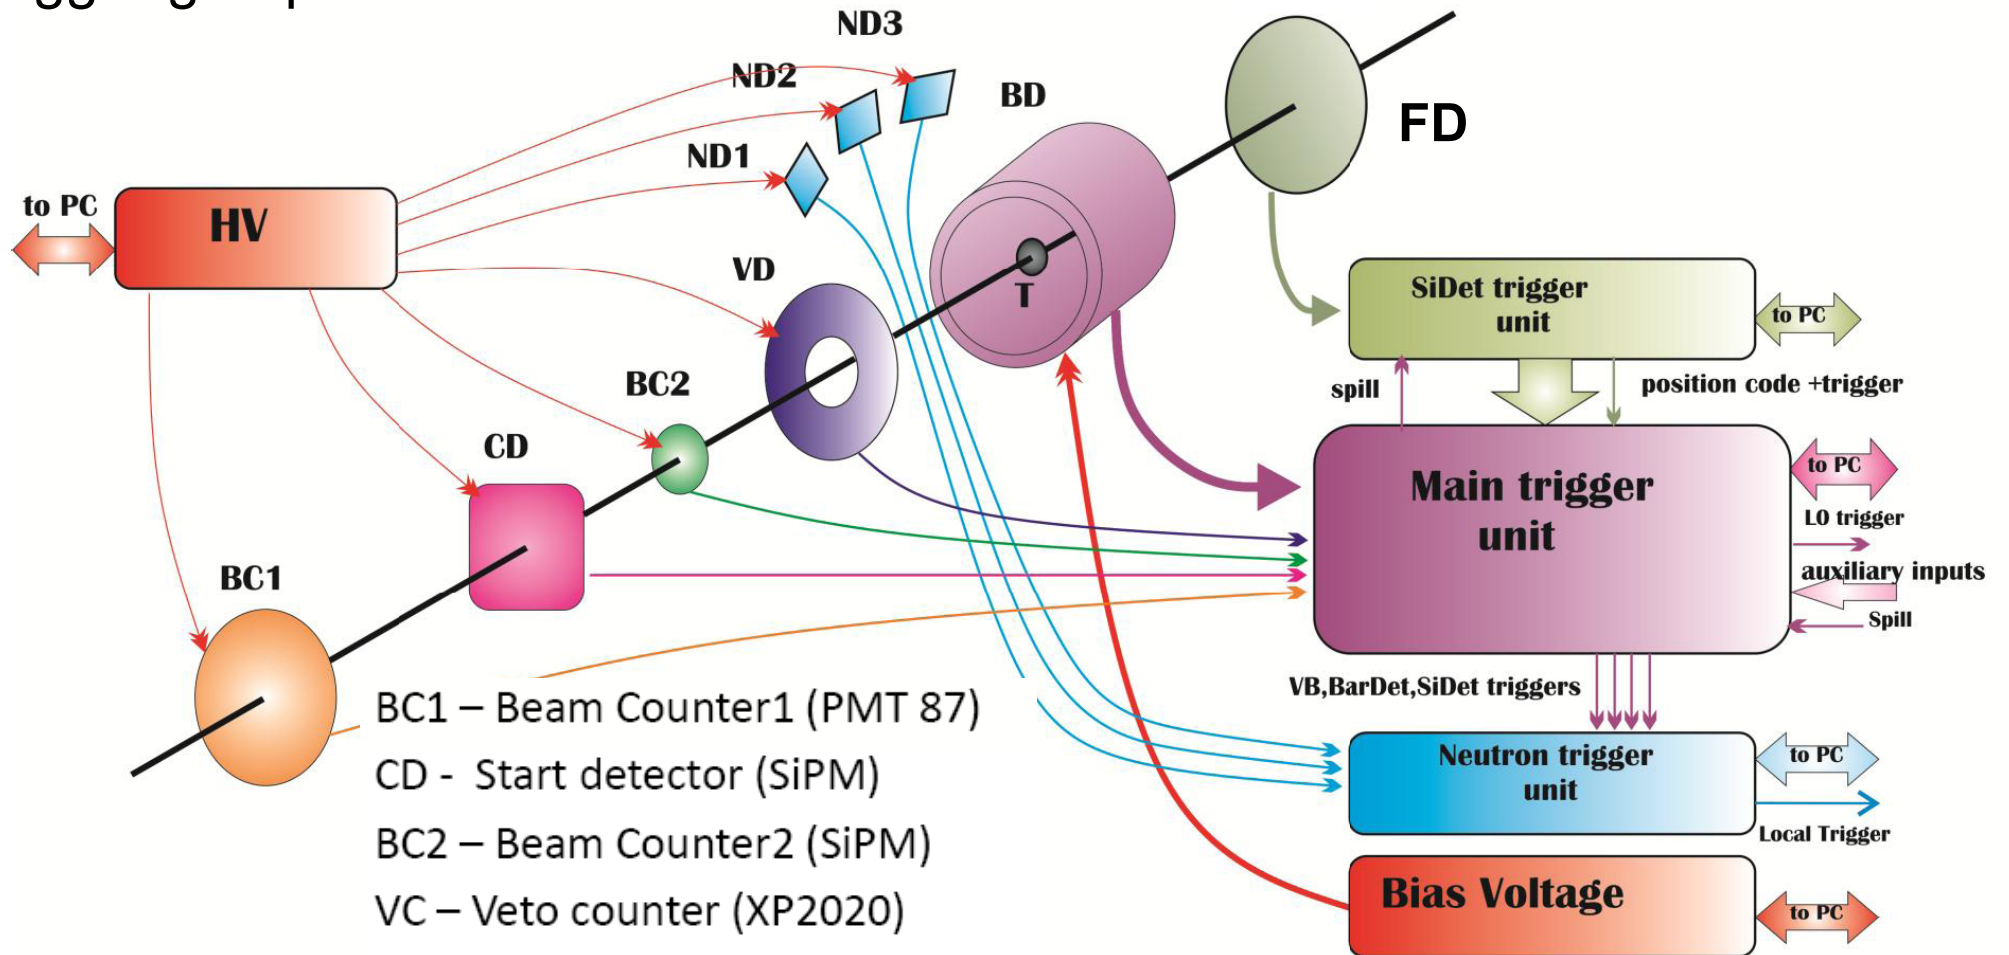 ND3
ND2
BD
FD
ND1
to PC
HV
VD
T
SiDet trigger
unit
to PC
BC2
spill
position code +trigger
CD
Main trigger
unit
to PC
LO trigger
auxiliary inputs
Spill
BC1
VB,BarDet,SiDet triggers
BC1 – Beam Counter1 (PMT 87)
CD - Start detector (SiPM)
BC2 – Beam Counter2 (SiPM)
VC – Veto counter (XP2020)
Neutron trigger
unit
to PC
Local Trigger
Bias Voltage
to PC